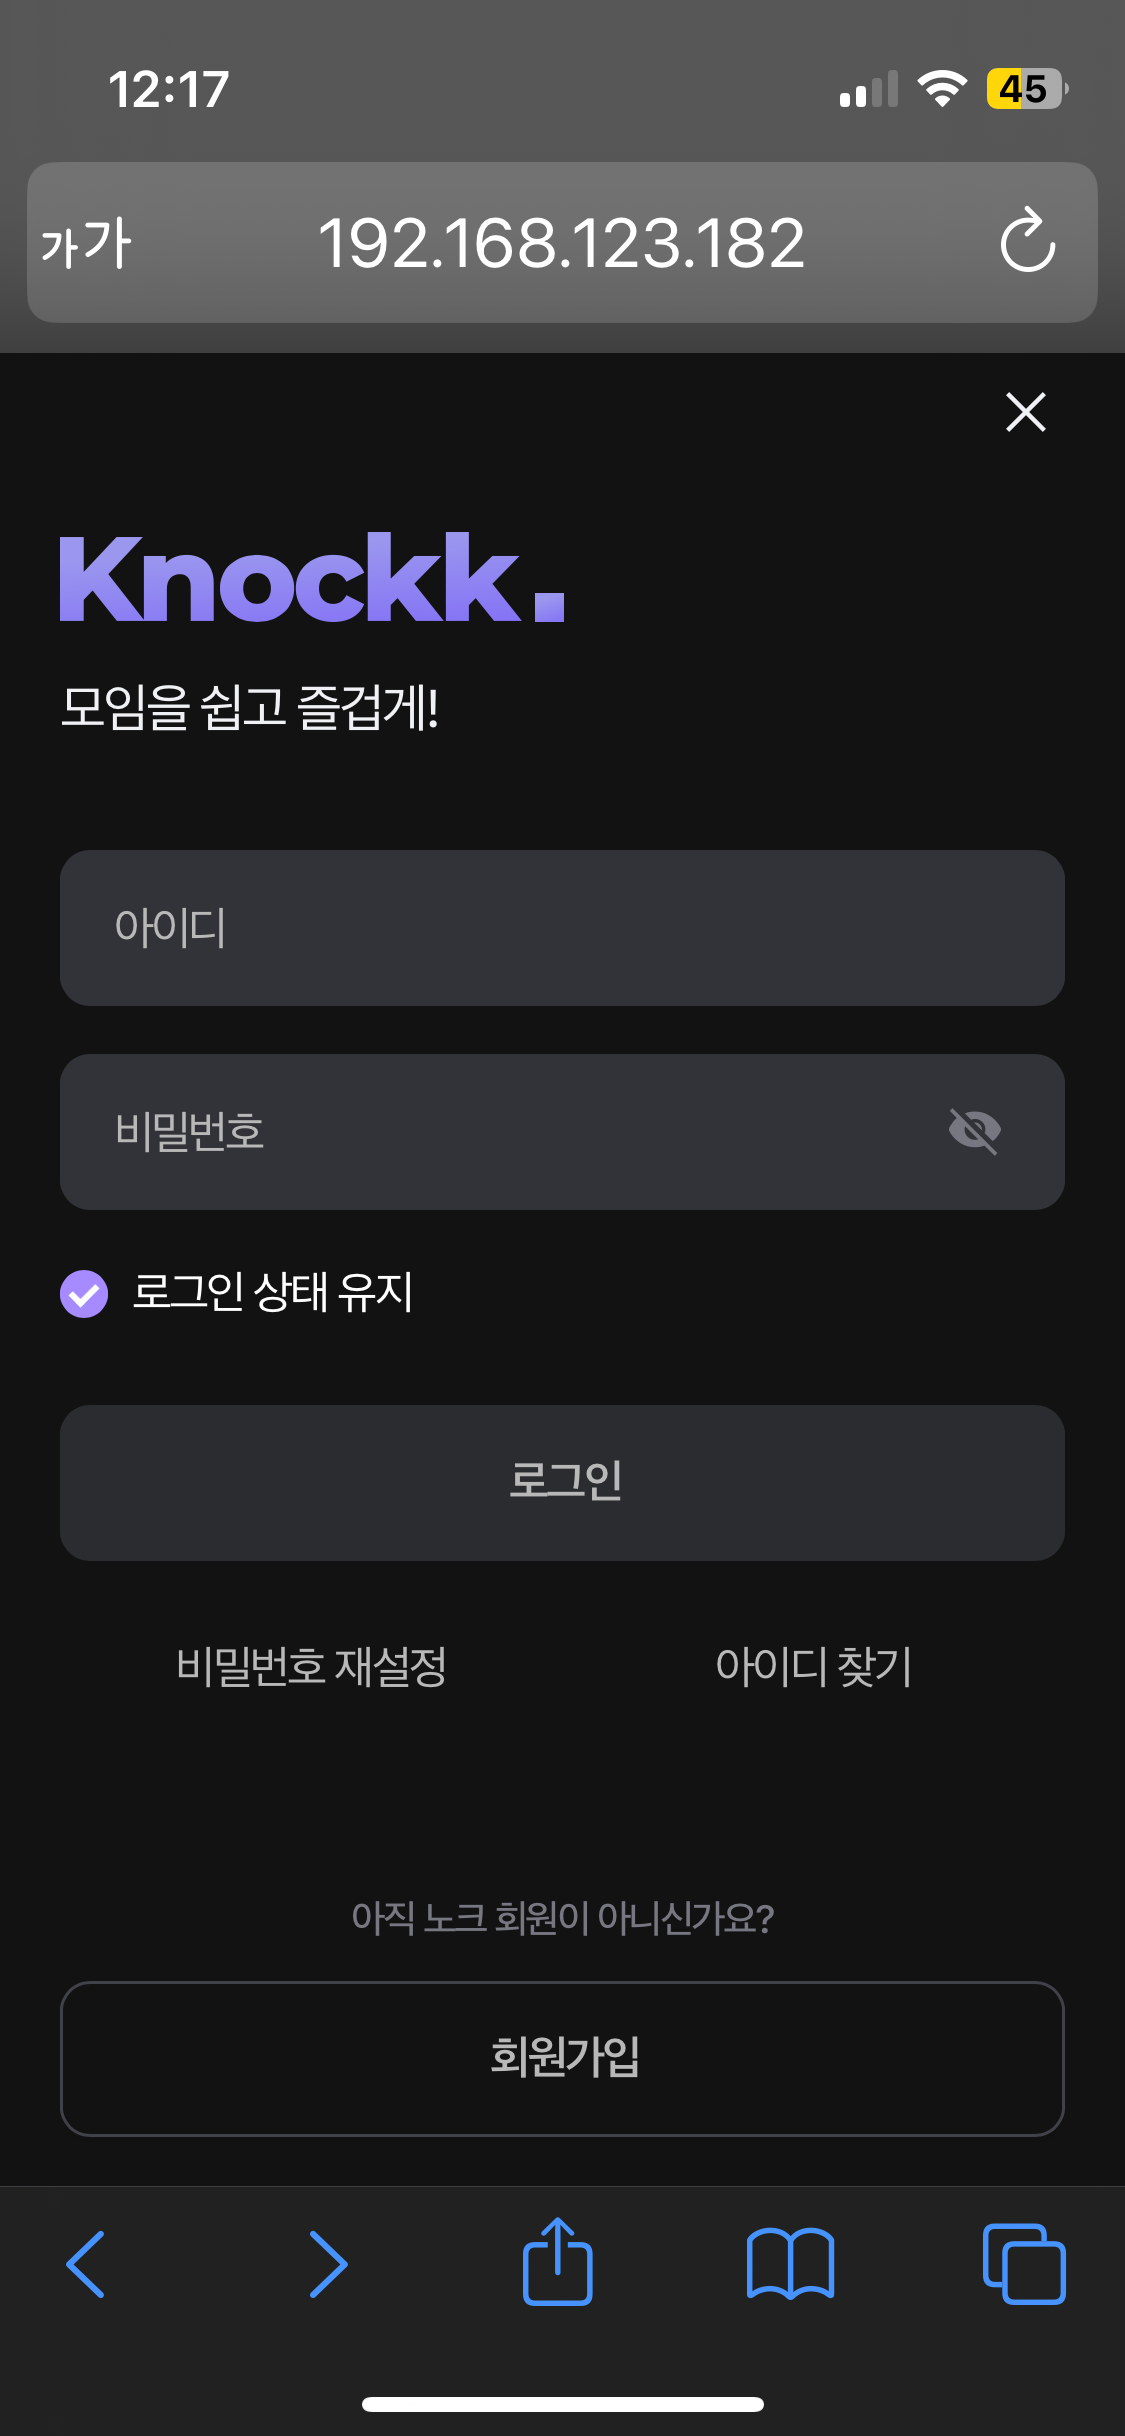 12:17
45
가가
192.168.123.182
Knockk.
모임을 쉽고 즐겁게!
아이디
비밀번호
로그인 상태 유지
로그인
비밀번호 재설정
아이디 찾기
아직 노크 회원이 아니신가요?
회원가입